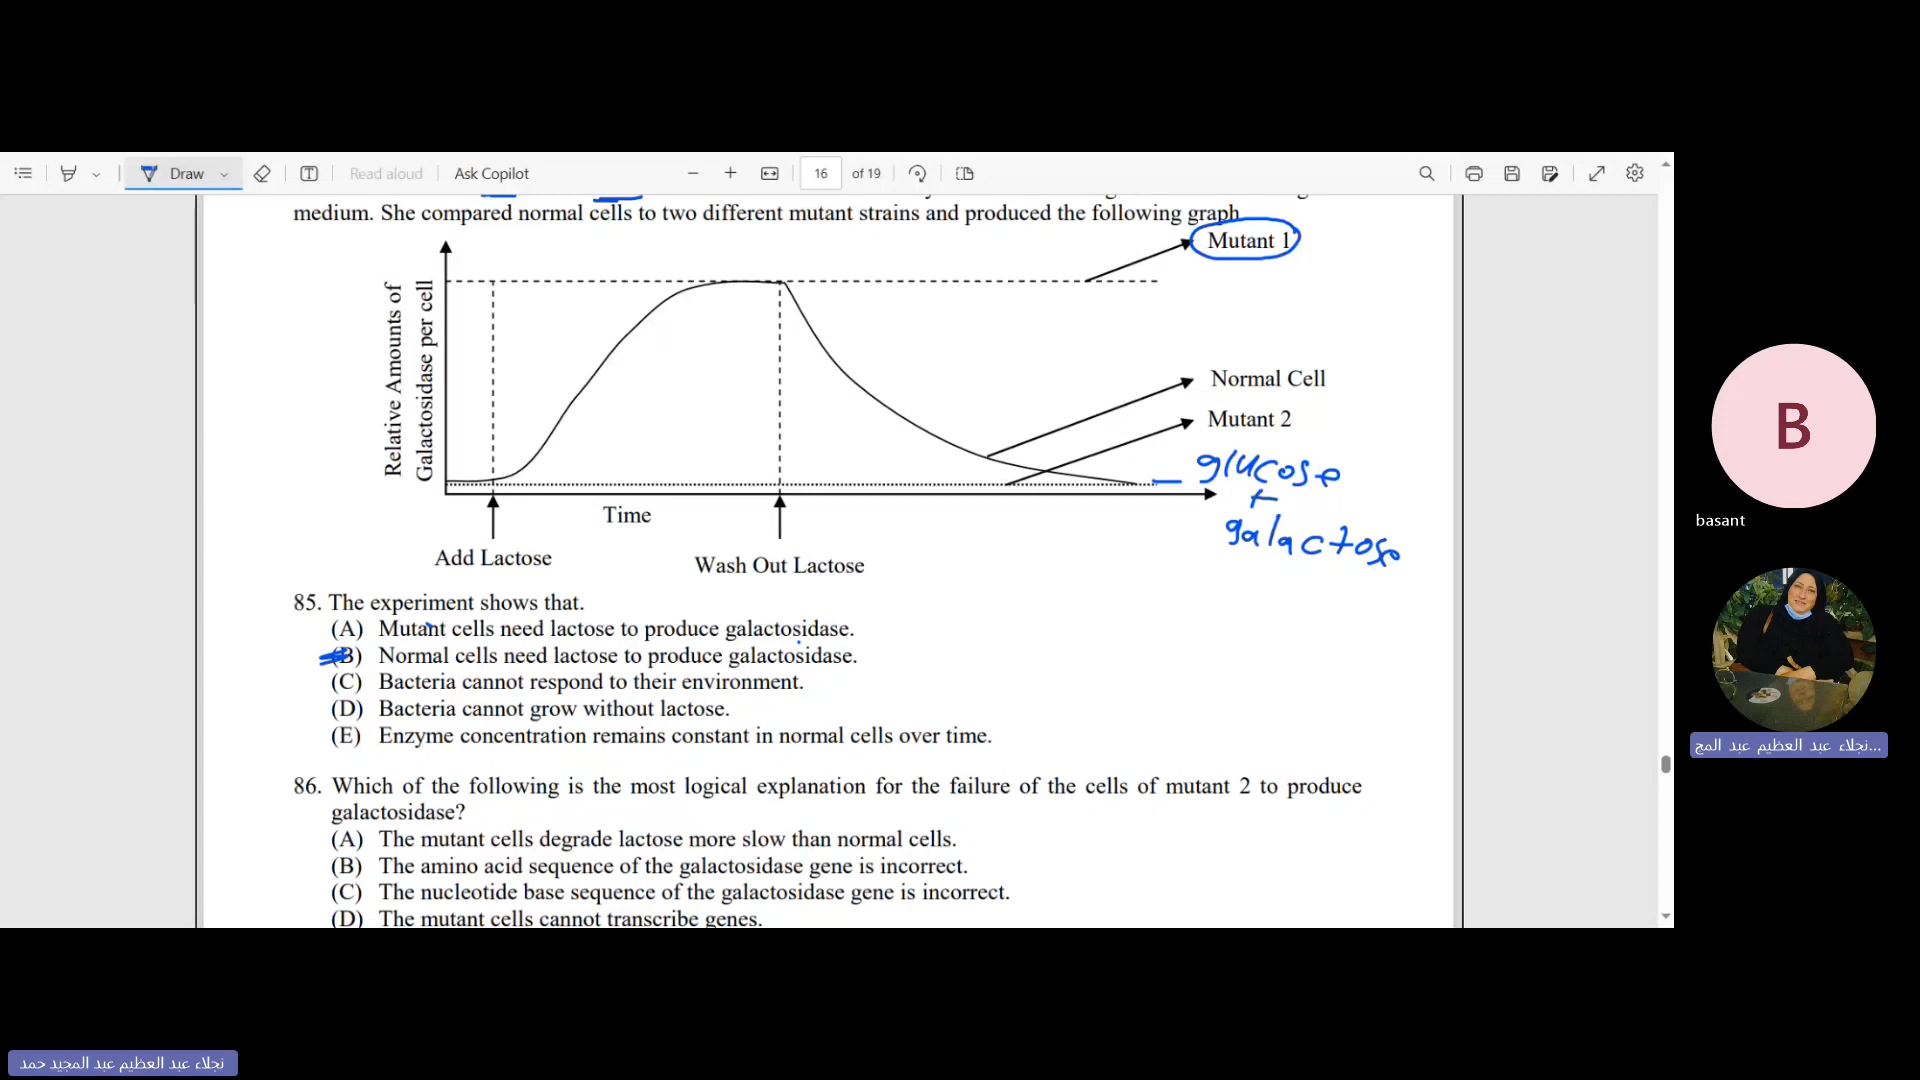 Draw
Read aloud
Ask Copilot
16
of 19
medium. She compared normal cells to two different mutant strains and produced the following graph
Mutant 1
Relative Amounts of
Galactosidase per cell
Normal Cell
Mutant 2
glucose
+
galactose
Time
Add Lactose
Wash Out Lactose
85. The experiment shows that.
(A) Mutant cells need lactose to produce galactosidase.
(B) Normal cells need lactose to produce galactosidase.
(C) Bacteria cannot respond to their environment.
(D) Bacteria cannot grow without lactose.
(E) Enzyme concentration remains constant in normal cells over time.
86. Which of the following is the most logical explanation for the failure of the cells of mutant 2 to produce
galactosidase?
(A) The mutant cells degrade lactose more slow than normal cells.
(B) The amino acid sequence of the galactosidase gene is incorrect.
(C) The nucleotide base sequence of the galactosidase gene is incorrect.
(D) The mutant cells cannot transcribe genes.
B
basant
نجلاء عبد العظيم عبد المج...
نجلاء عبد العظيم عبد المجيد حمد